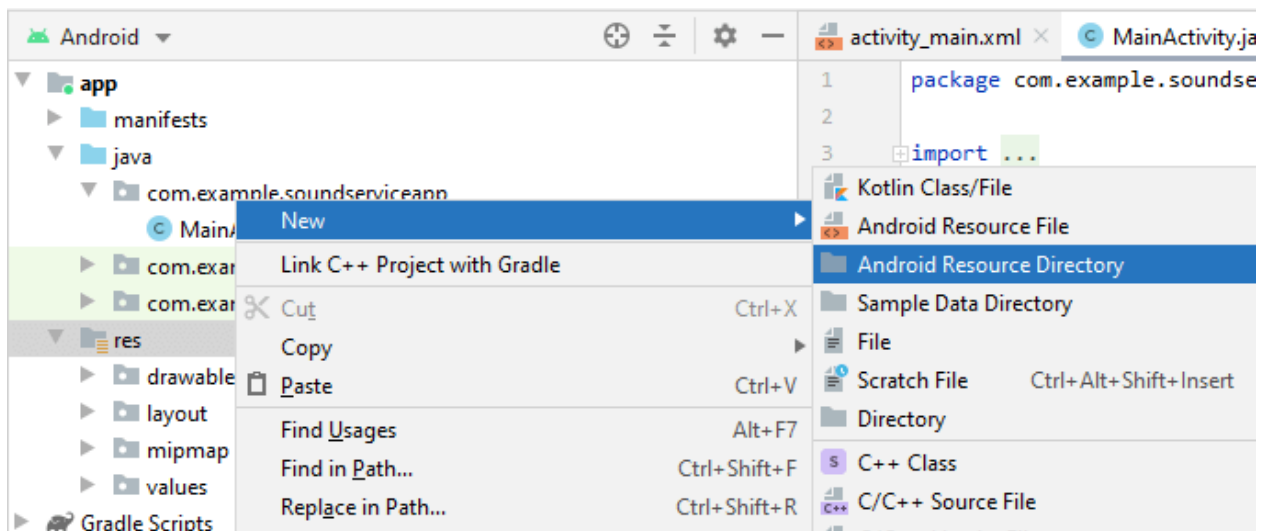 Android
activity_main.xml
MainActivity.ja
app
manifests
java
com.example.soundserviceapp
MainA
com.exar
com.exar
res
drawable
layout
mipmap
values
Gradle Scripts
1 package com.example.soundse
2
3 import ...
New
Link C++ Project with Gradle
Cut Ctrl+X
Copy
Paste Ctrl+V
Find Usages Alt+F7
Find in Path... Ctrl+Shift+F
Replace in Path... Ctrl+Shift+R
Kotlin Class/File
Android Resource File
Android Resource Directory
Sample Data Directory
File
Scratch File Ctrl+Alt+Shift+Insert
Directory
C++ Class
C/C++ Source File